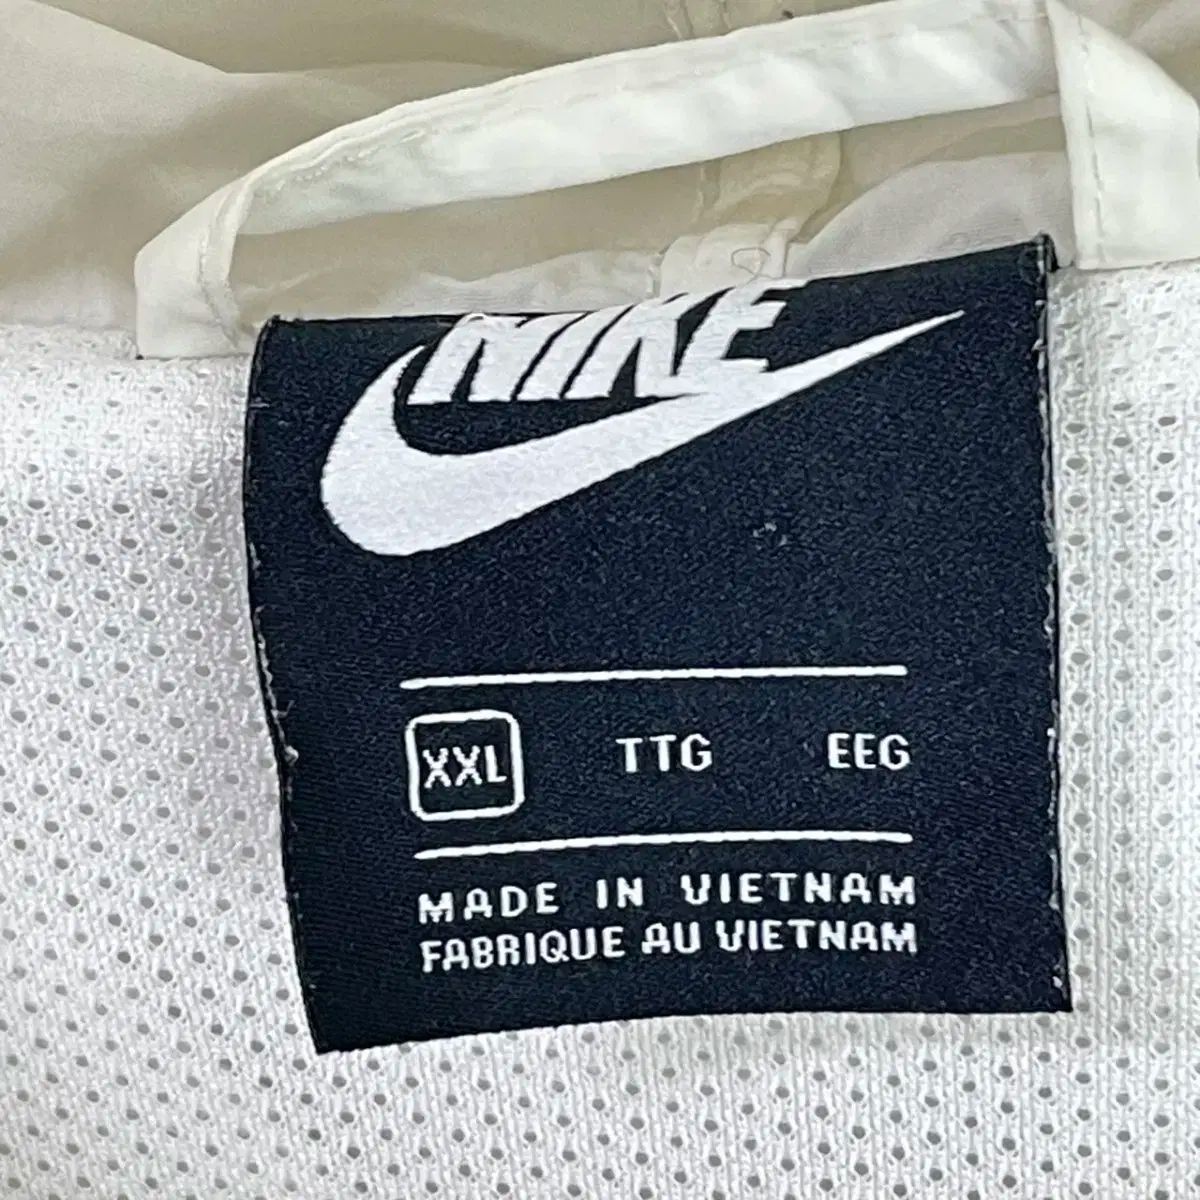 NIKE
XXL TTG EEG
MADE IN VIETNAM
FABRIQUE AU VIETNAM